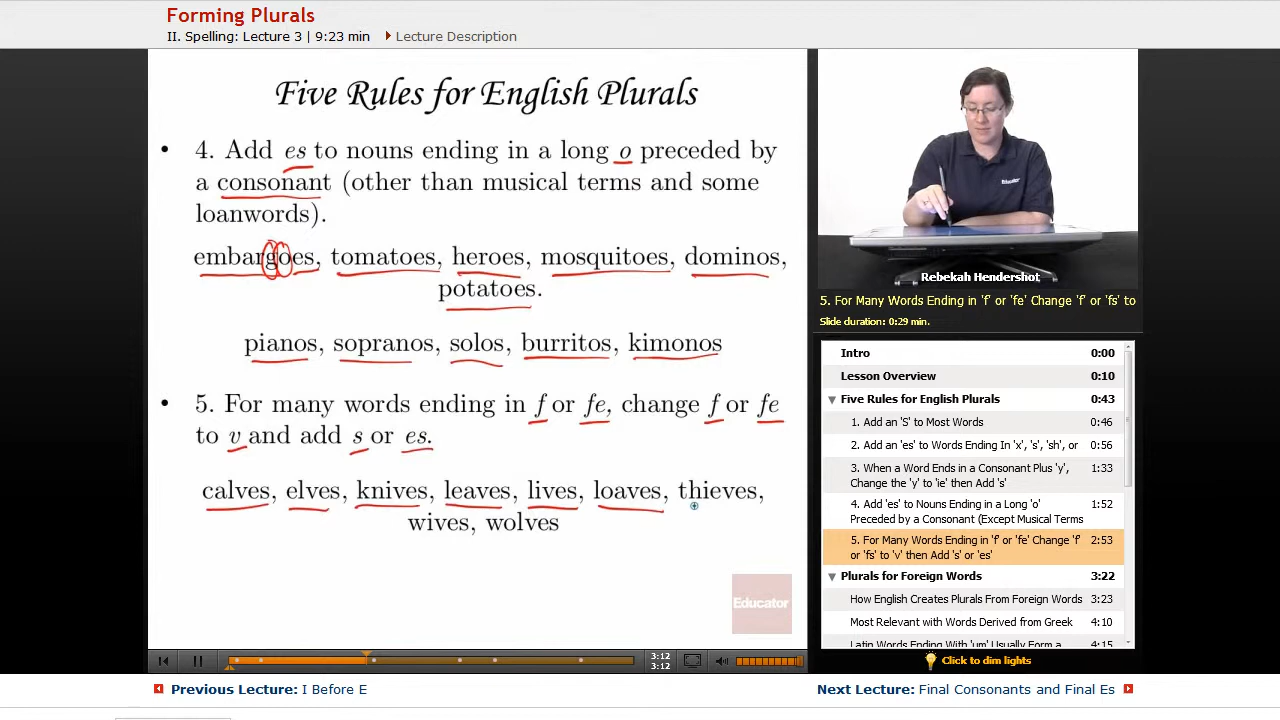 Forming Plurals
II. Spelling: Lecture 3 | 9:23 min
Lecture Description
Five Rules for English Plurals
• 4. Add es to nouns ending in a long o preceded by
a consonant (other than musical terms and some
loanwords).
embargoes, tomatoes, heroes, mosquitoes, dominos,
potatoes.
pianos, sopranos, solos, burritos, kimonos
• 5. For many words ending in f or fe, change f or fe
to v and add s or es.
calves, elves, knives, leaves, lives, loaves, thieves,
wives, wolves
Educator
3:12
3:12
Educator
Rebekah Hendershot
5. For Many Words Ending in 'f' or 'fe' Change 'f' or 'fs' to
Slide duration: 0:29 min.
Intro 0:00
Lesson Overview 0:10
Five Rules for English Plurals 0:43
1. Add an 'S' to Most Words 0:46
2. Add an 'es' to Words Ending In 'x', 's', 'sh', or 0:56
3. When a Word Ends in a Consonant Plus 'y', 1:33
Change the 'y' to 'ie' then Add 's'
4. Add 'es' to Nouns Ending in a Long 'o' 1:52
Preceded by a Consonant (Except Musical Terms
5. For Many Words Ending in 'f' or 'fe' Change 'f' 2:53
or 'fs' to 'v' then Add 's' or 'es'
Plurals for Foreign Words 3:22
How English Creates Plurals From Foreign Words 3:23
Most Relevant with Words Derived from Greek 4:10
Latin Words Ending With 'um' Usually Form a 4:15
Click to dim lights
Previous Lecture: I Before E
Next Lecture: Final Consonants and Final Es